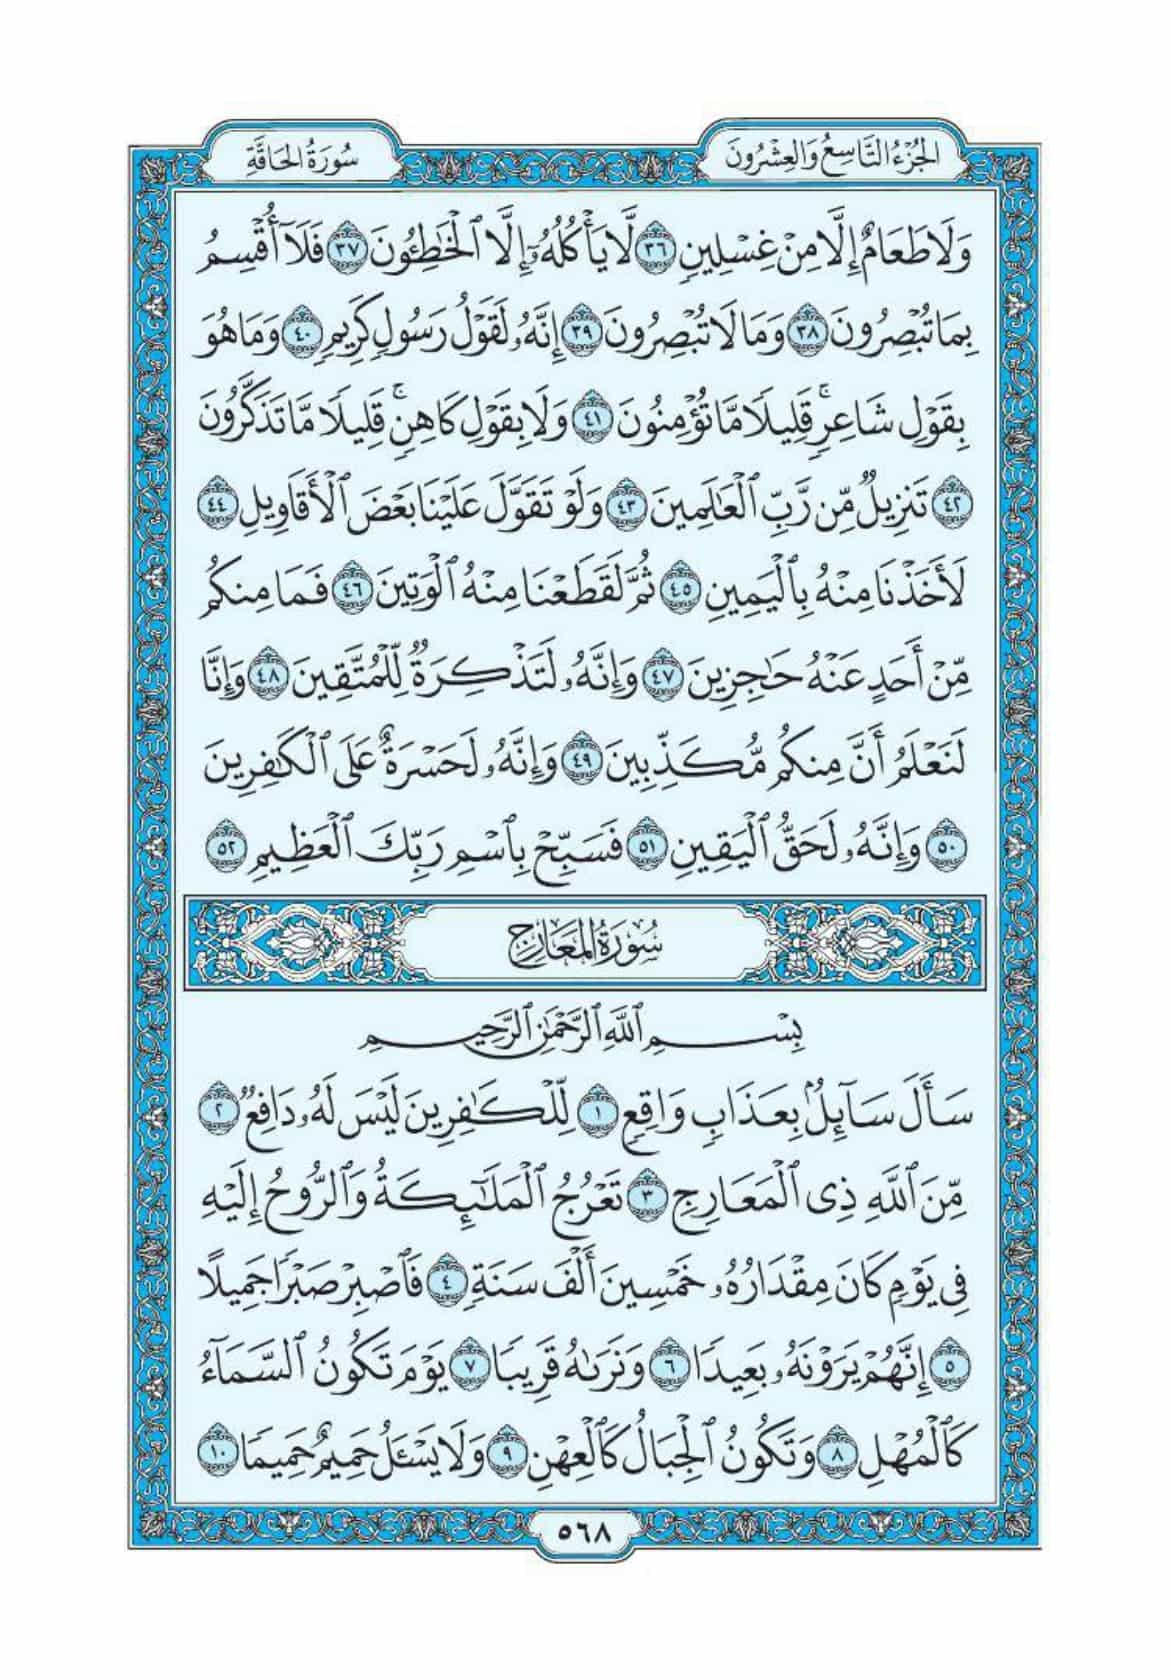 الجُزْءُ التَّاسِعُ وَالعِشْرُونَ
سُورَةُ الحَاقَّةِ
وَلَا طَعَامٌ إِلَّا مِنْ غِسْلِينٍ ٣٦ لَّا يَأْكُلُهُۥٓ إِلَّا ٱلْخَٰطِـُٔونَ ٣٧ فَلَآ أُقْسِمُ
بِمَا تُبْصِرُونَ ٣٨ وَمَا لَا تُبْصِرُونَ ٣٩ إِنَّهُۥ لَقَوْلُ رَسُولٍ كَرِيمٍ ٤٠ وَمَا هُوَ
بِقَوْلِ شَاعِرٍۚ قَلِيلًا مَّا تُؤْمِنُونَ ٤١ وَلَا بِقَوْلِ كَاهِنٍۚ قَلِيلًا مَّا تَذَكَّرُونَ
٤٢ تَنزِيلٌ مِّن رَّبِّ ٱلْعَٰلَمِينَ ٤٣ وَلَوْ تَقَوَّلَ عَلَيْنَا بَعْضَ ٱلْأَقَاوِيلِ ٤٤
لَأَخَذْنَا مِنْهُ بِٱلْيَمِينِ ٤٥ ثُمَّ لَقَطَعْنَا مِنْهُ ٱلْوَتِينَ ٤٦ فَمَا مِنكُم
مِّنْ أَحَدٍ عَنْهُ حَٰجِزِينَ ٤٧ وَإِنَّهُۥ لَتَذْكِرَةٌ لِّلْمُتَّقِينَ ٤٨ وَإِنَّا
لَنَعْلَمُ أَنَّ مِنكُم مُّكَذِّبِينَ ٤٩ وَإِنَّهُۥ لَحَسْرَةٌ عَلَى ٱلْكَٰفِرِينَ
٥٠ وَإِنَّهُۥ لَحَقُّ ٱلْيَقِينِ ٥١ فَسَبِّحْ بِٱسْمِ رَبِّكَ ٱلْعَظِيمِ ٥٢
سُورَةُ المَعَارِجِ
بِسْمِ ٱللَّهِ ٱلرَّحْمَٰنِ ٱلرَّحِيمِ
سَأَلَ سَآئِلٌۢ بِعَذَابٍ وَاقِعٍ ١ لِّلْكَٰفِرِينَ لَيْسَ لَهُۥ دَافِعٌ ٢
مِّنَ ٱللَّهِ ذِى ٱلْمَعَارِجِ ٣ تَعْرُجُ ٱلْمَلَٰٓئِكَةُ وَٱلرُّوحُ إِلَيْهِ
فِى يَوْمٍ كَانَ مِقْدَارُهُۥ خَمْسِينَ أَلْفَ سَنَةٍ ٤ فَٱصْبِرْ صَبْرًا جَمِيلًا
٥ إِنَّهُمْ يَرَوْنَهُۥ بَعِيدًا ٦ وَنَرَىٰهُ قَرِيبًا ٧ يَوْمَ تَكُونُ ٱلسَّمَآءُ
كَٱلْمُهْلِ ٨ وَتَكُونُ ٱلْجِبَالُ كَٱلْعِهْنِ ٩ وَلَا يَسْـَٔلُ حَمِيمٌ حَمِيمًا ١٠
٥٦٨